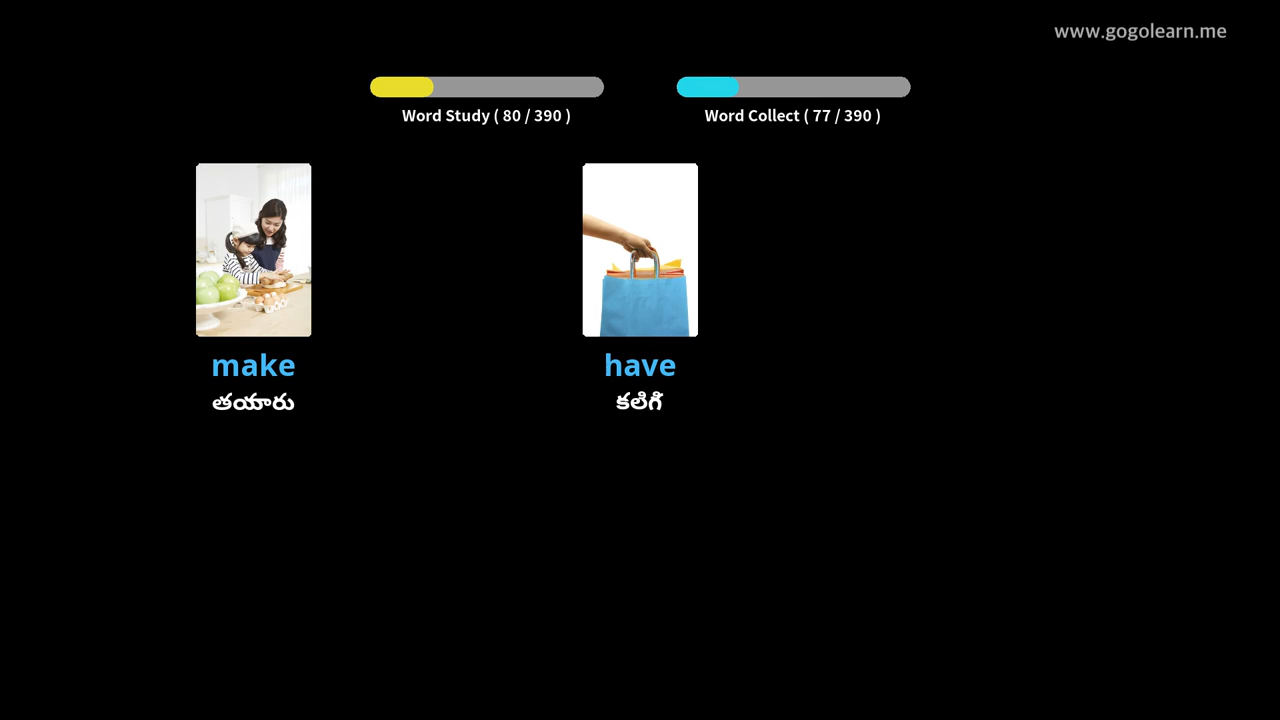 www.gogolearn.me
Word Study ( 80 / 390 )
Word Collect ( 77 / 390 )
make
have
తయారు
కలిగి